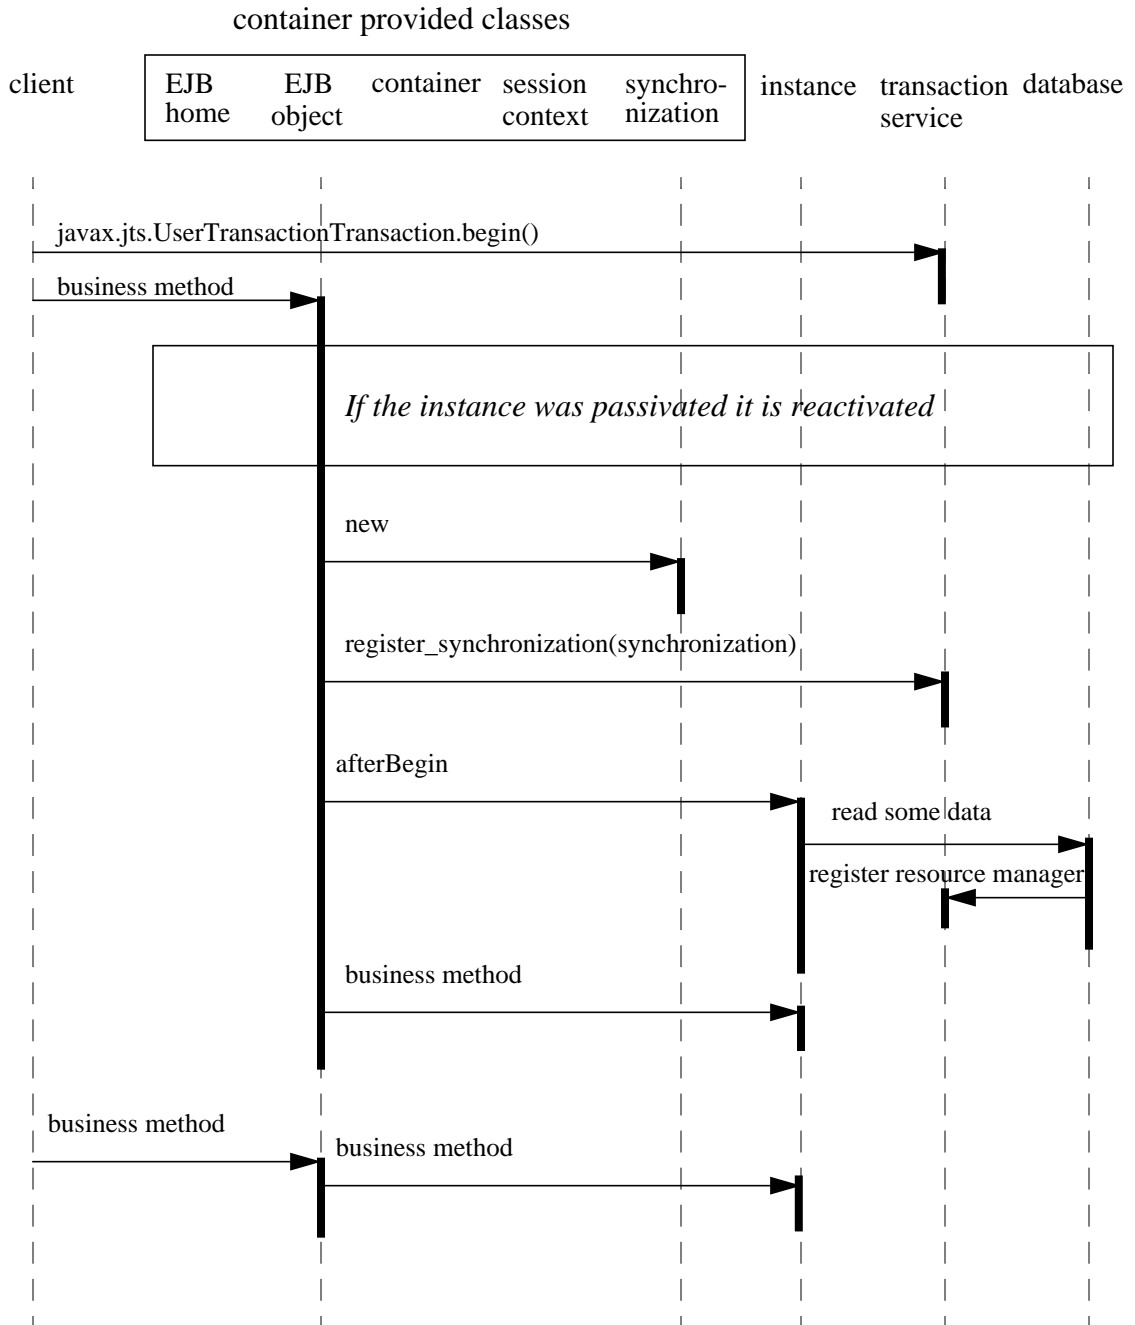 container provided classes
client
EJB
home
EJB
object
container
session
context
synchro-
nization
instance
transaction
service
database
javax.jts.UserTransactionTransaction.begin()
business method
If the instance was passivated it is reactivated
new
register_synchronization(synchronization)
afterBegin
read some data
register resource manager
business method
business method
business method